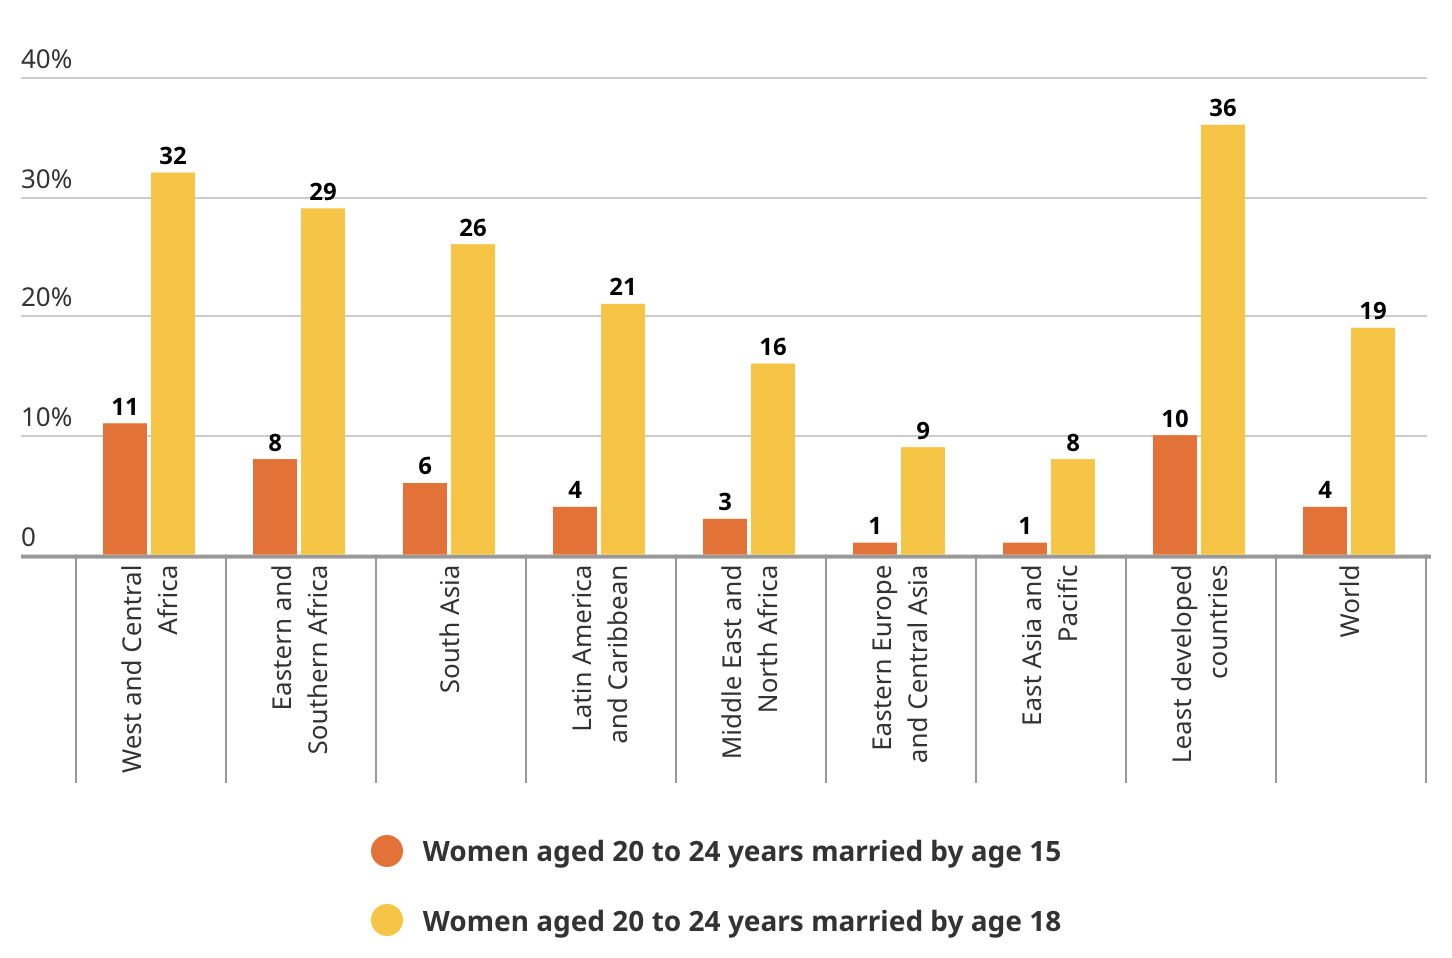 40%
30%
20%
10%
0
11
32
8
29
6
26
4
21
3
16
1
9
1
8
10
36
4
19
West and Central
Africa
Eastern and
Southern Africa
South Asia
Latin America
and Caribbean
Middle East and
North Africa
Eastern Europe
and Central Asia
East Asia and
Pacific
Least developed
countries
World
Women aged 20 to 24 years married by age 15
Women aged 20 to 24 years married by age 18